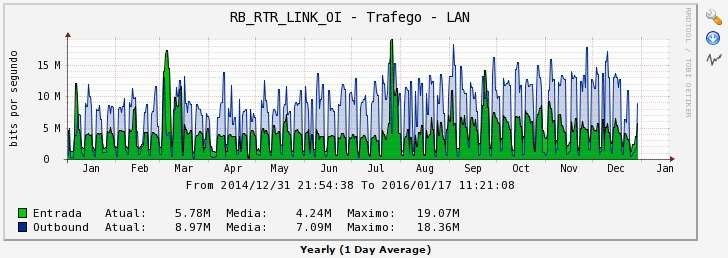 RB_RTR_LINK_OI - Trafego - LAN
RRDTOOL / TOBI OETIKER
bits por segundo
15 M
10 M
5 M
0
Jan Feb Mar Apr May Jun Jul Aug Sep Oct Nov Dec Jan
From 2014/12/31 21:54:38 To 2016/01/17 11:21:08
Entrada Atual: 5.78M Media: 4.24M Maximo: 19.07M
Outbound Atual: 8.97M Media: 7.09M Maximo: 18.36M
Yearly (1 Day Average)